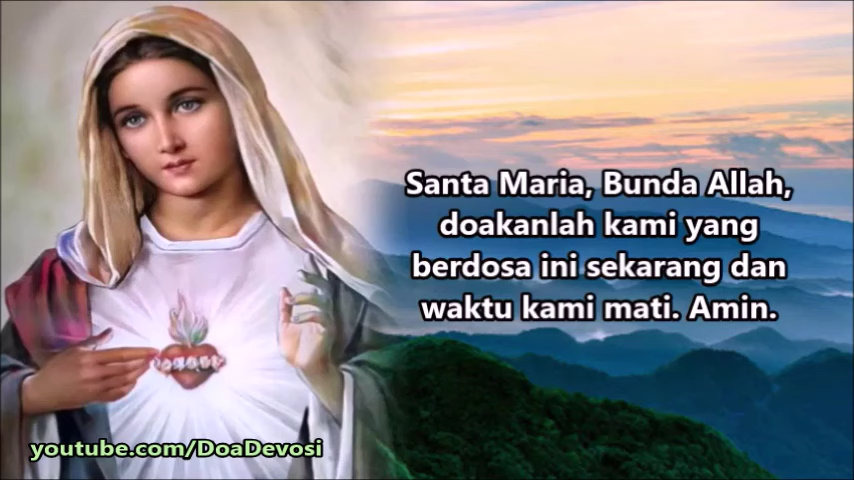 Santa Maria, Bunda Allah,
doakanlah kami yang
berdosa ini sekarang dan
waktu kami mati. Amin.
youtube.com/DoaDevosi